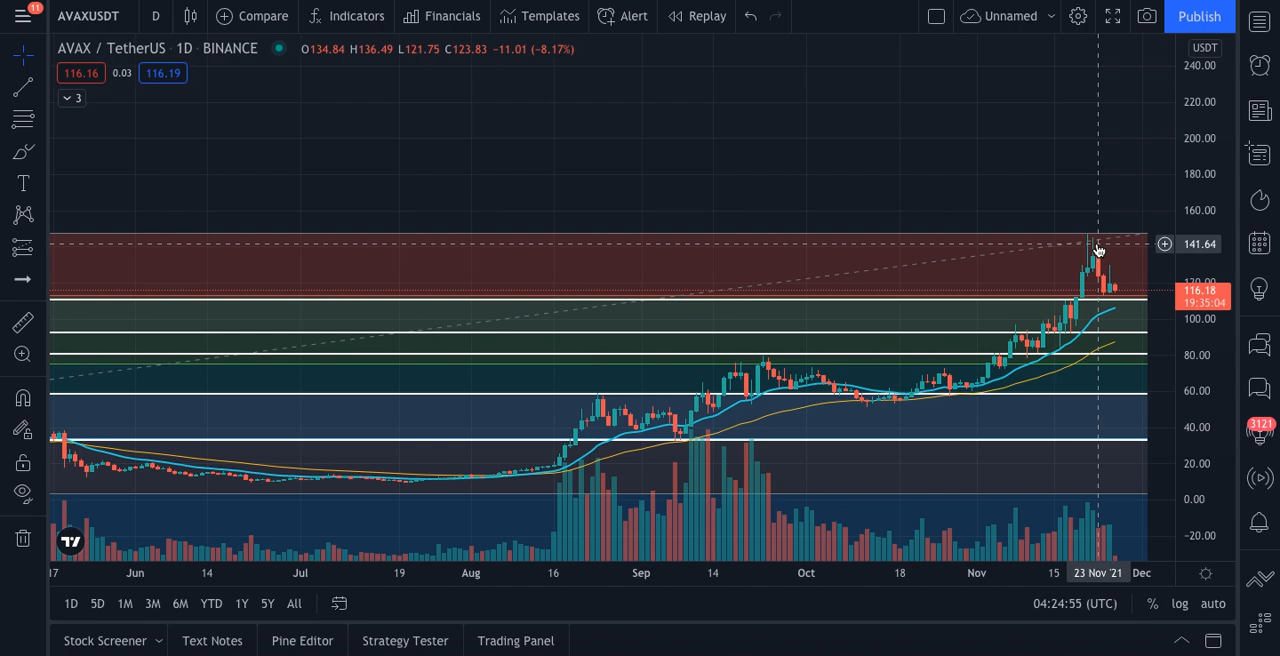 11
AVAXUSDT D Compare Indicators Financials Templates Alert Replay Unnamed Publish
AVAX / TetherUS 1D BINANCE O134.84 H136.49 L121.75 C123.83 −11.01 (−8.17%)
USDT
116.16 0.03 116.19
3
240.00
220.00
200.00
180.00
160.00
141.64
120.00
116.18
19:35:04
100.00
80.00
60.00
40.00
20.00
0.00
−20.00
3121
17 Jun 14 Jul 19 Aug 16 Sep 14 Oct 18 Nov 15 23 Nov '21 Dec
1D 5D 1M 3M 6M YTD 1Y 5Y All 04:24:55 (UTC) % log auto
Stock Screener Text Notes Pine Editor Strategy Tester Trading Panel